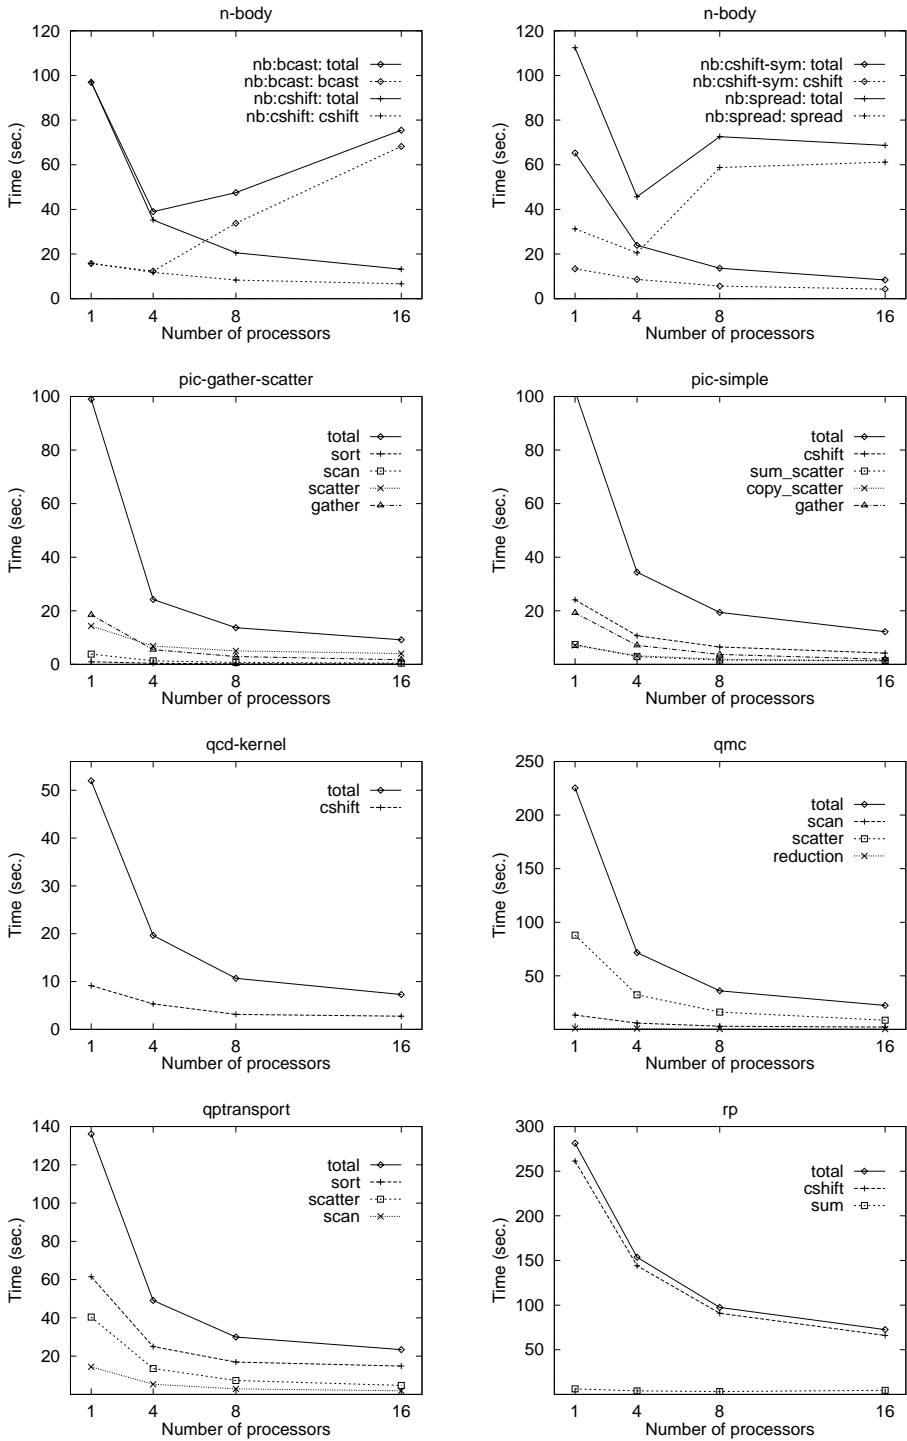 n-body
120
100
80
60
40
20
0
Time (sec.)
nb:bcast: total
nb:bcast: bcast
nb:cshift: total
nb:cshift: cshift
1 4 8 16
Number of processors
n-body
120
100
80
60
40
20
0
Time (sec.)
nb:cshift-sym: total
nb:cshift-sym: cshift
nb:spread: total
nb:spread: spread
1 4 8 16
Number of processors
pic-gather-scatter
100
80
60
40
20
0
Time (sec.)
total
sort
scan
scatter
gather
1 4 8 16
Number of processors
pic-simple
100
80
60
40
20
0
Time (sec.)
total
cshift
sum_scatter
copy_scatter
gather
1 4 8 16
Number of processors
qcd-kernel
50
40
30
20
10
0
Time (sec.)
total
cshift
1 4 8 16
Number of processors
qmc
250
200
150
100
50
Time (sec.)
total
scan
scatter
reduction
1 4 8 16
Number of processors
qptransport
140
120
100
80
60
40
20
Time (sec.)
total
sort
scatter
scan
1 4 8 16
Number of processors
rp
300
250
200
150
100
50
Time (sec.)
total
cshift
sum
1 4 8 16
Number of processors